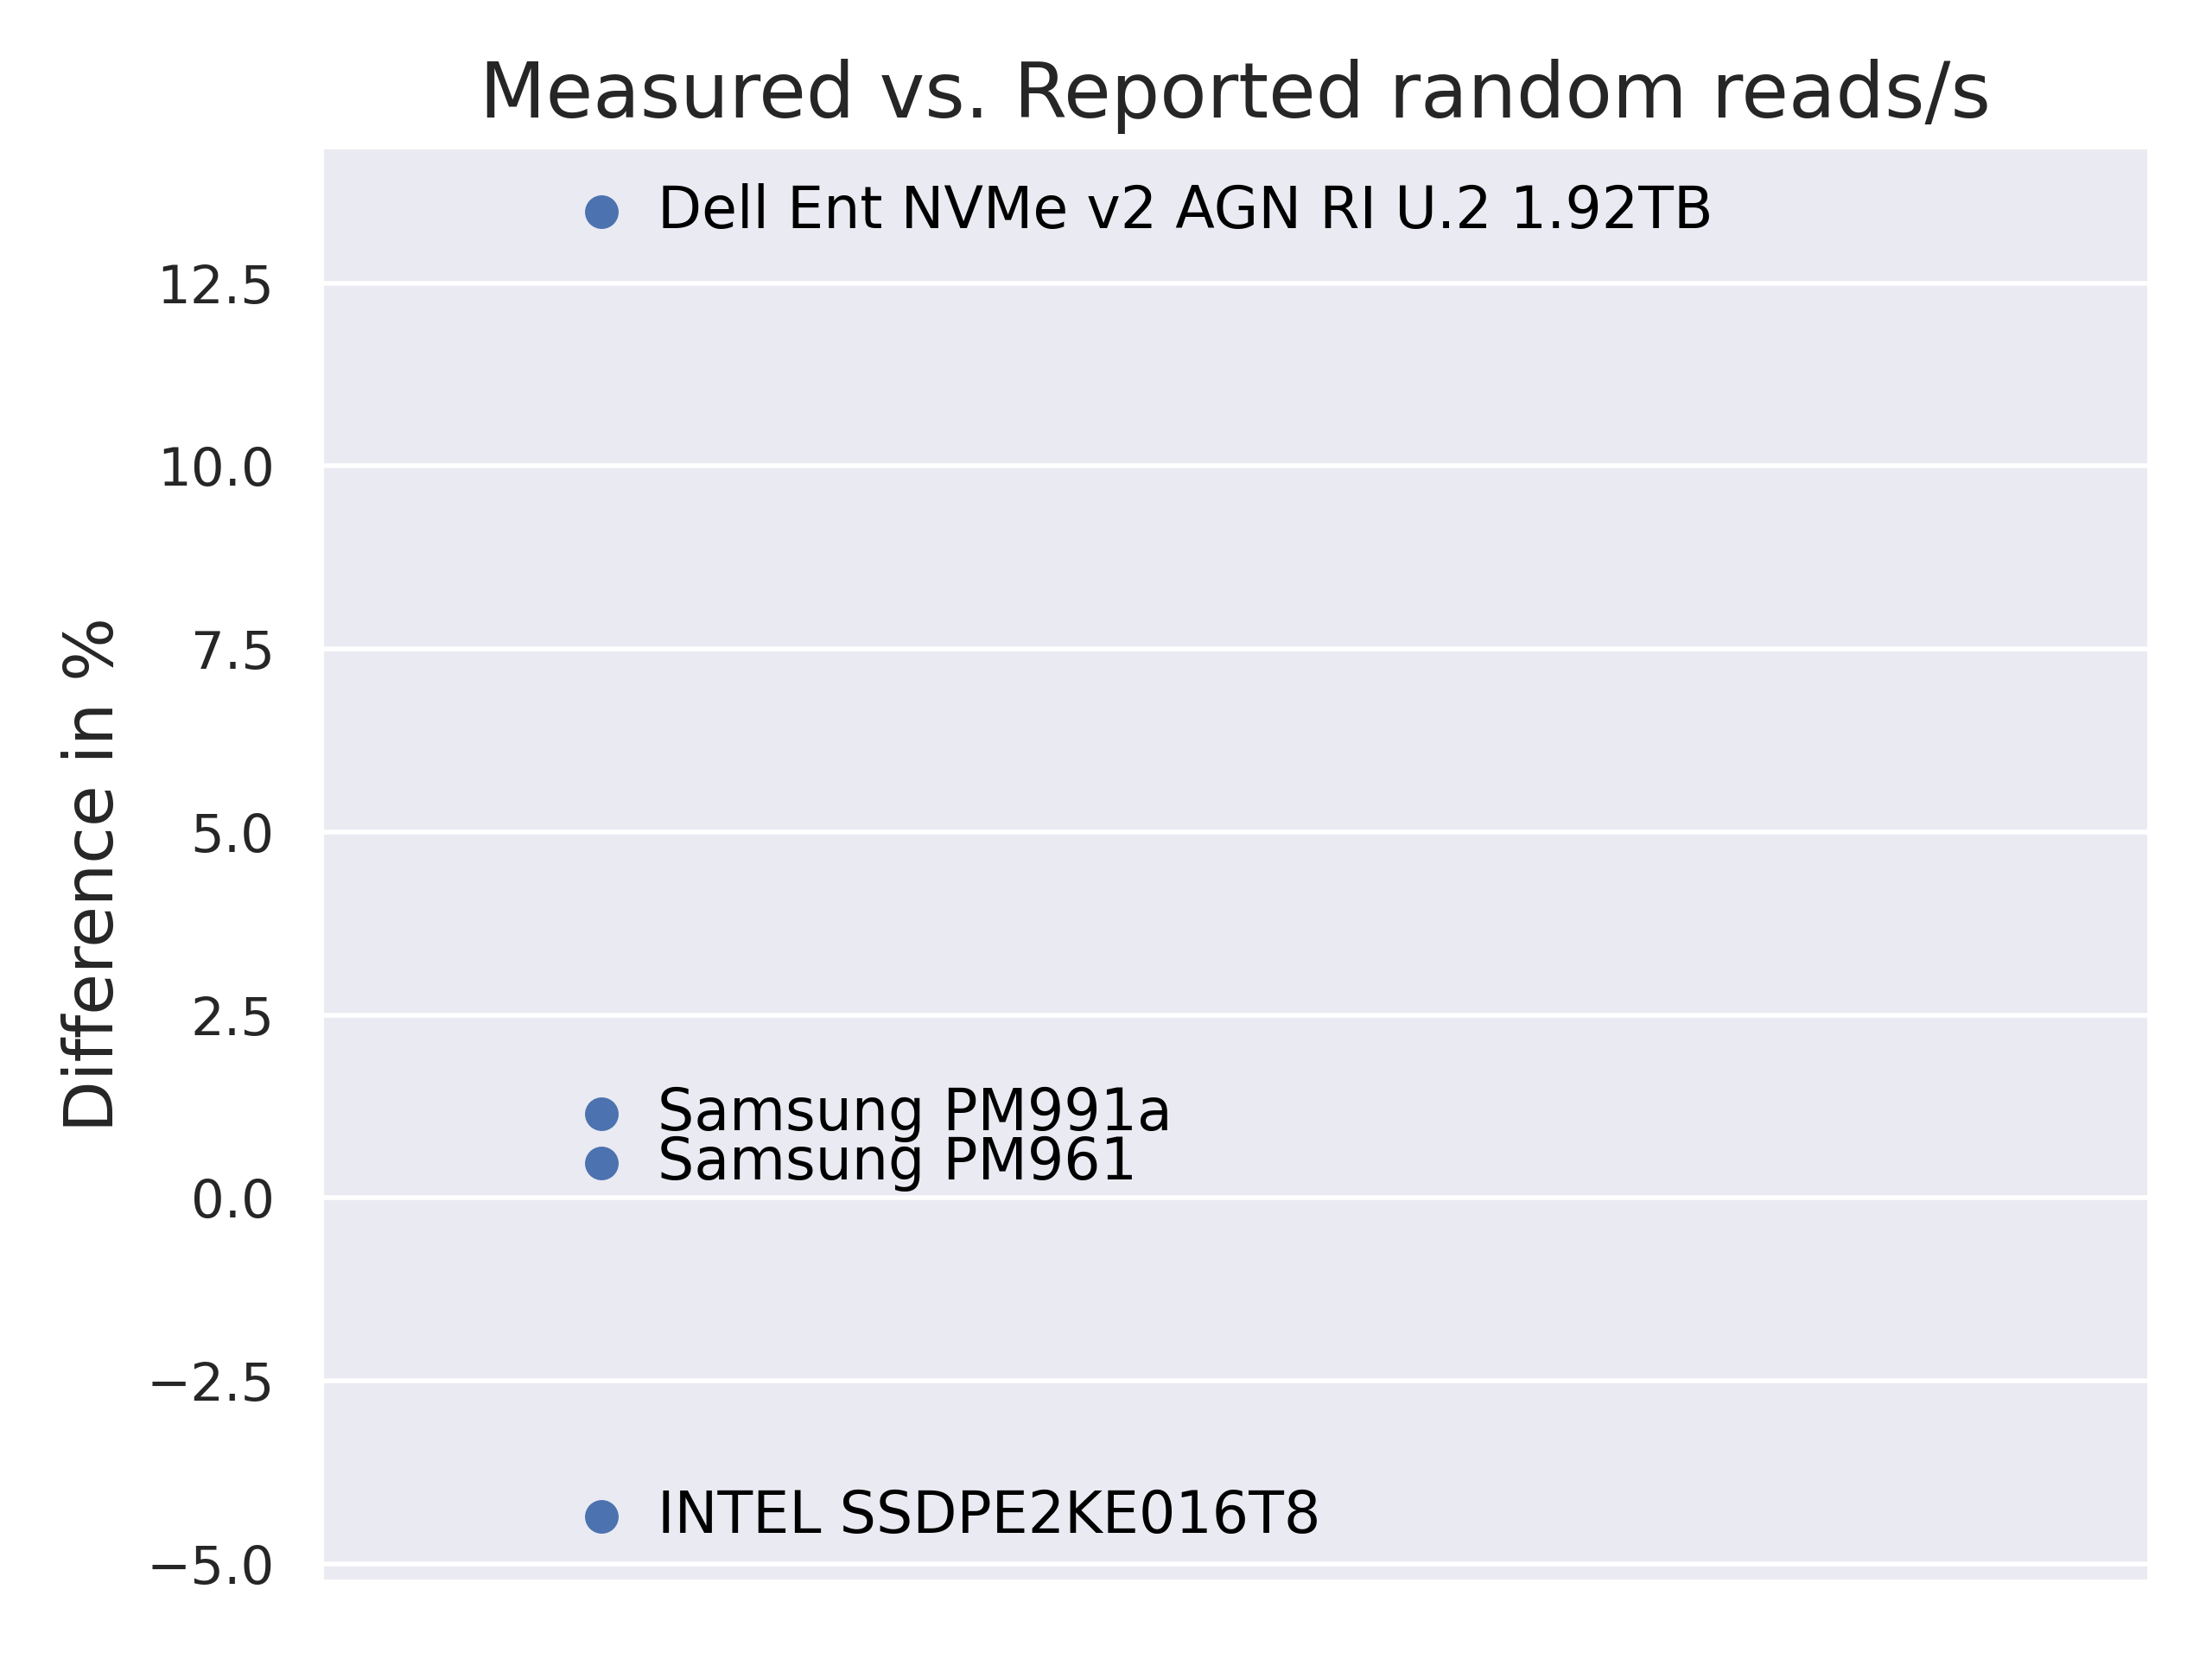 Measured vs. Reported random reads/s
Dell Ent NVMe v2 AGN RI U.2 1.92TB
12.5
10.0
7.5
5.0
2.5
Samsung PM991a
Samsung PM961
0.0
−2.5
INTEL SSDPE2KE016T8
−5.0
Difference in %